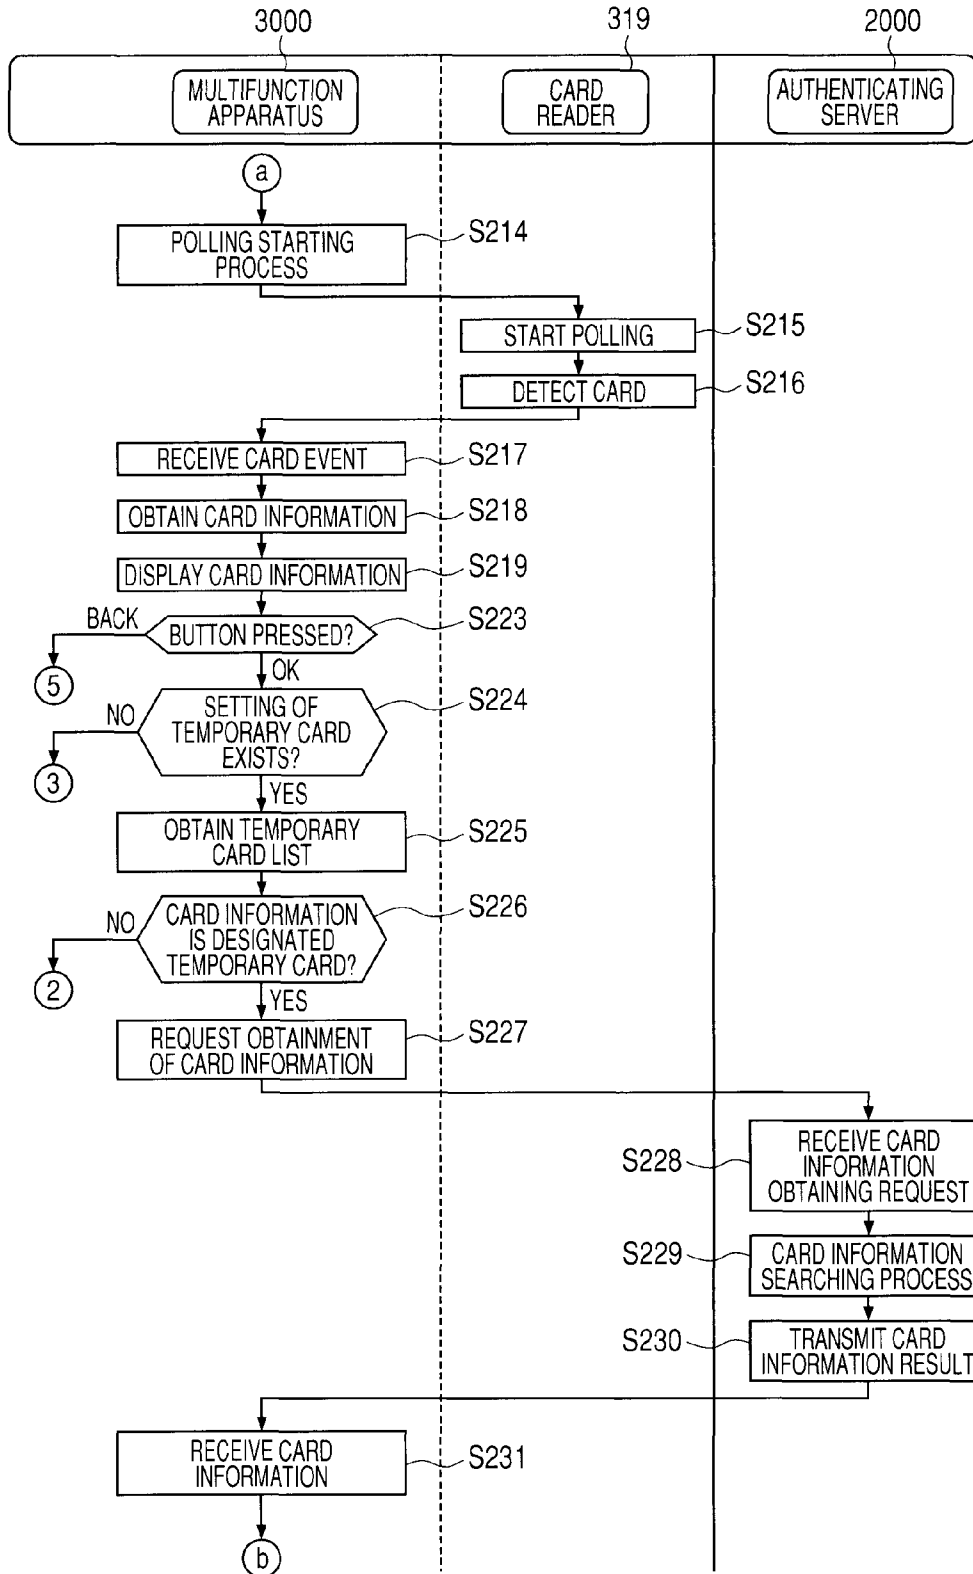 3000
319
2000
MULTIFUNCTION
APPARATUS
CARD
READER
AUTHENTICATING
SERVER
a
POLLING STARTING
PROCESS
S214
START POLLING
S215
DETECT CARD
S216
RECEIVE CARD EVENT
S217
OBTAIN CARD INFORMATION
S218
DISPLAY CARD INFORMATION
S219
BACK
BUTTON PRESSED?
S223
5
OK
NO
SETTING OF
TEMPORARY CARD
EXISTS?
S224
3
YES
OBTAIN TEMPORARY
CARD LIST
S225
NO
CARD INFORMATION
IS DESIGNATED
TEMPORARY CARD?
S226
2
YES
REQUEST OBTAINMENT
OF CARD INFORMATION
S227
S228
RECEIVE CARD
INFORMATION
OBTAINING REQUEST
S229
CARD INFORMATION
SEARCHING PROCESS
S230
TRANSMIT CARD
INFORMATION RESULT
RECEIVE CARD
INFORMATION
S231
b